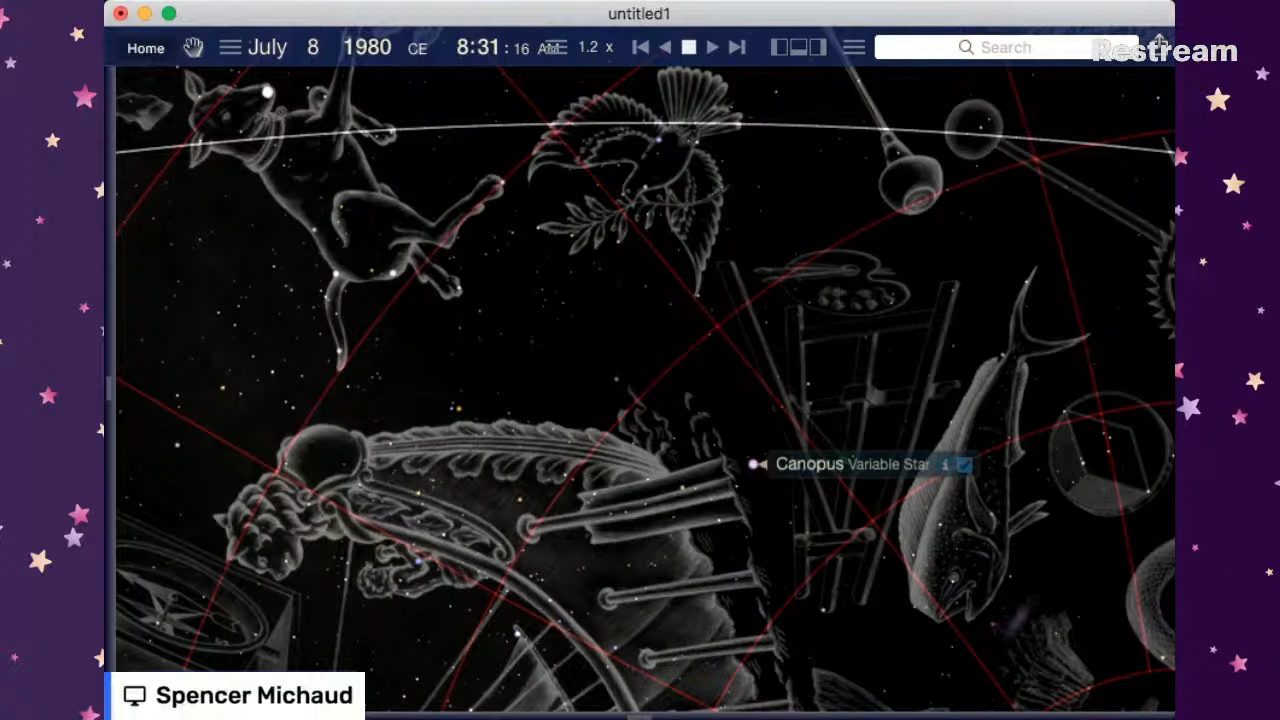 untitled1
Home July 8 1980 CE 8:31:16 AM 1.2 x Search
Restream
Canopus Variable Star i
Spencer Michaud